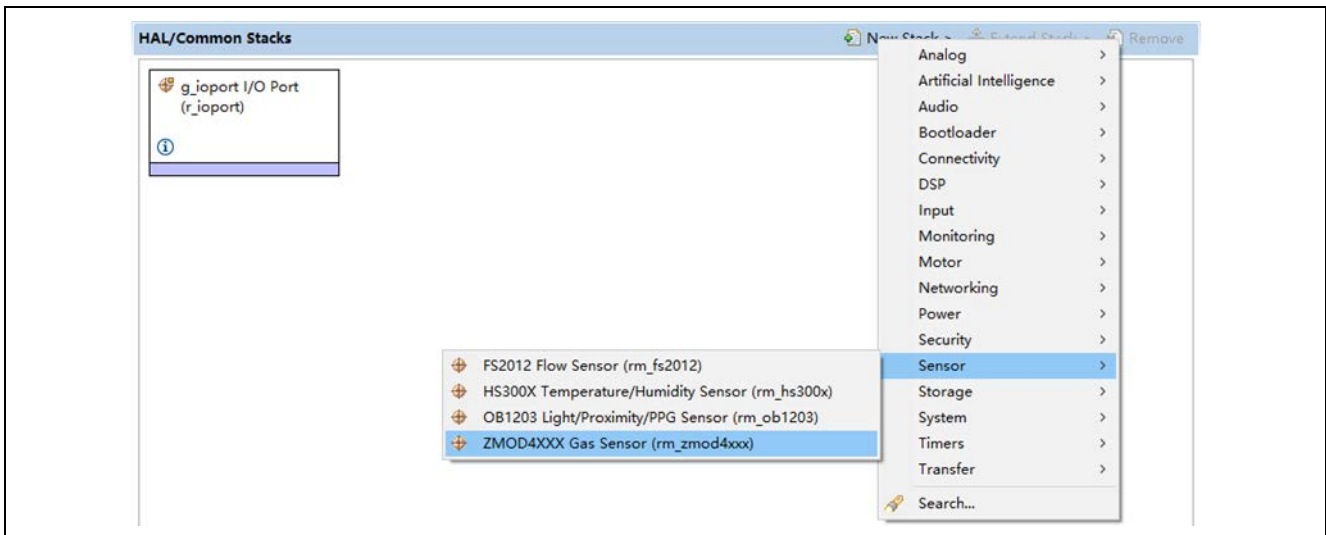 HAL/Common Stacks
New Stack > Extend Stack > Remove
g_ioport I/O Port
(r_ioport)
Analog >
Artificial Intelligence >
Audio >
Bootloader >
Connectivity >
DSP >
Input >
Monitoring >
Motor >
Networking >
Power >
Security >
Sensor >
Storage >
System >
Timers >
Transfer >
Search...
FS2012 Flow Sensor (rm_fs2012)
HS300X Temperature/Humidity Sensor (rm_hs300x)
OB1203 Light/Proximity/PPG Sensor (rm_ob1203)
ZMOD4XXX Gas Sensor (rm_zmod4xxx)